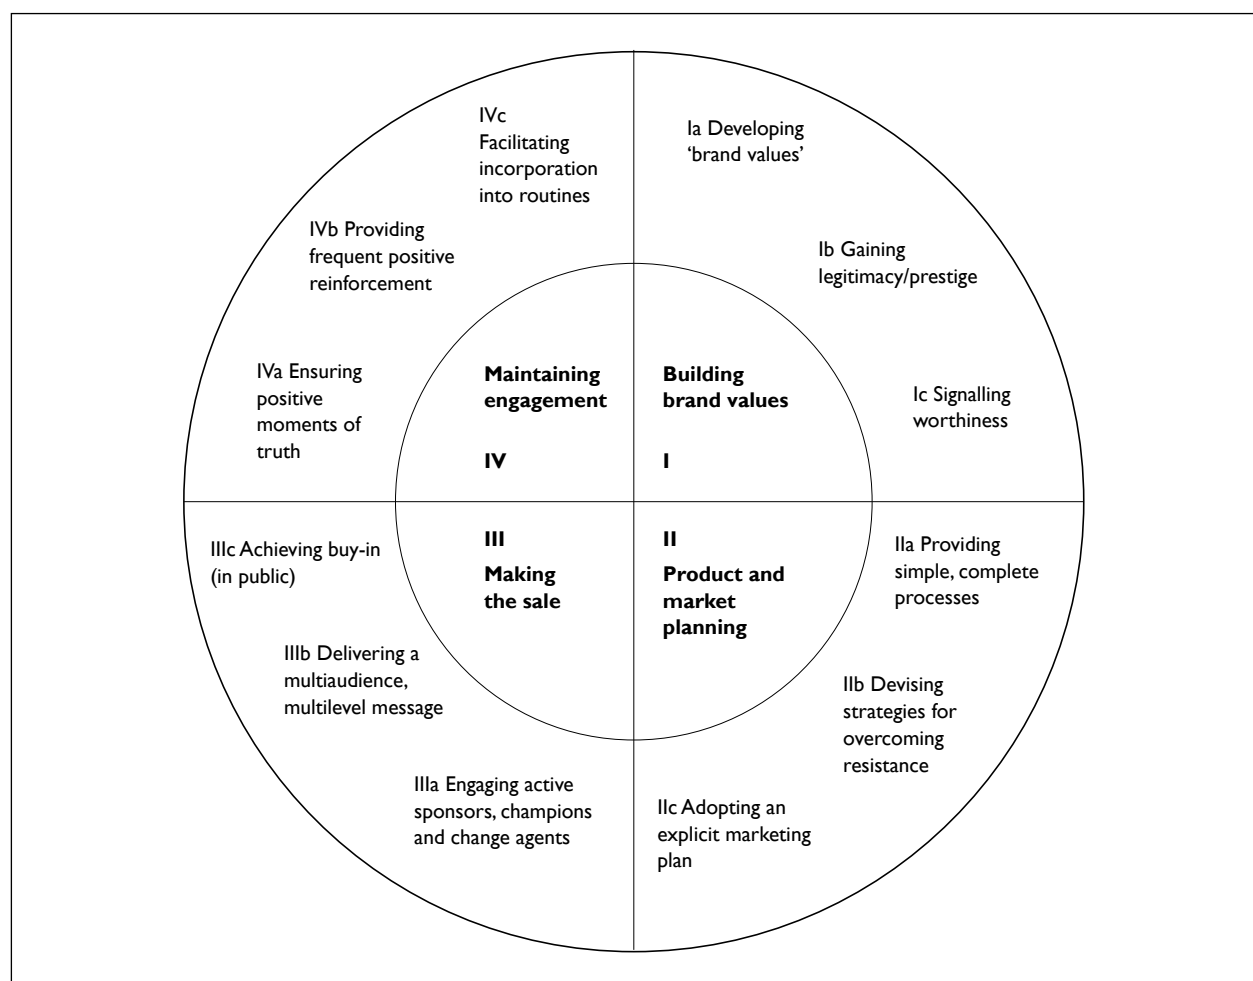 IVc
Facilitating
incorporation
into routines
Ia Developing
‘brand values’
IVb Providing
frequent positive
reinforcement
Ib Gaining
legitimacy/prestige
IVa Ensuring
positive
moments of
truth
Maintaining
engagement
IV
Building
brand values
I
Ic Signalling
worthiness
IIIc Achieving buy-in
(in public)
III
Making
the sale
II
Product and
market
planning
IIa Providing
simple, complete
processes
IIIb Delivering a
multiaudience,
multilevel message
IIb Devising
strategies for
overcoming
resistance
IIIa Engaging active
sponsors, champions
and change agents
IIc Adopting an
explicit marketing
plan